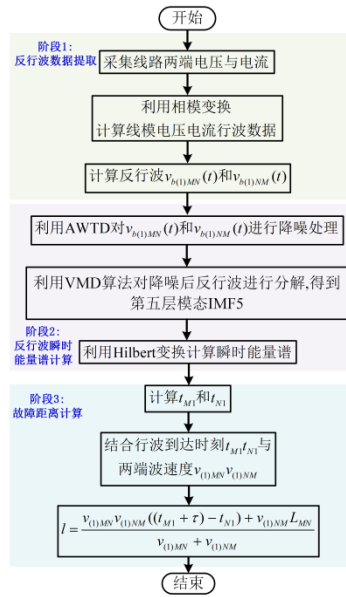 开始
阶段1:
反行波数据提取
采集线路两端电压与电流
利用相模变换
计算线模电压电流行波数据
计算反行波v_{b(1)MN}(t)和v_{b(1)NM}(t)
利用AWTD对v_{b(1)MN}(t)和v_{b(1)NM}(t)进行降噪处理
利用VMD算法对降噪后反行波进行分解,得到
第五层模态IMF5
阶段2:
反行波瞬时
能量谱计算
利用Hilbert变换计算瞬时能量谱
阶段3:
故障距离计算
计算t_{M1}和t_{N1}
结合行波到达时刻t_{M1}t_{N1}与
两端波速度v_{(1)MN}v_{(1)NM}
l = \frac{v_{(1)MN}v_{(1)NM}((t_{M1}+τ)-t_{N1})+v_{(1)NM}L_{MN}}{v_{(1)MN}+v_{(1)NM}}
结束